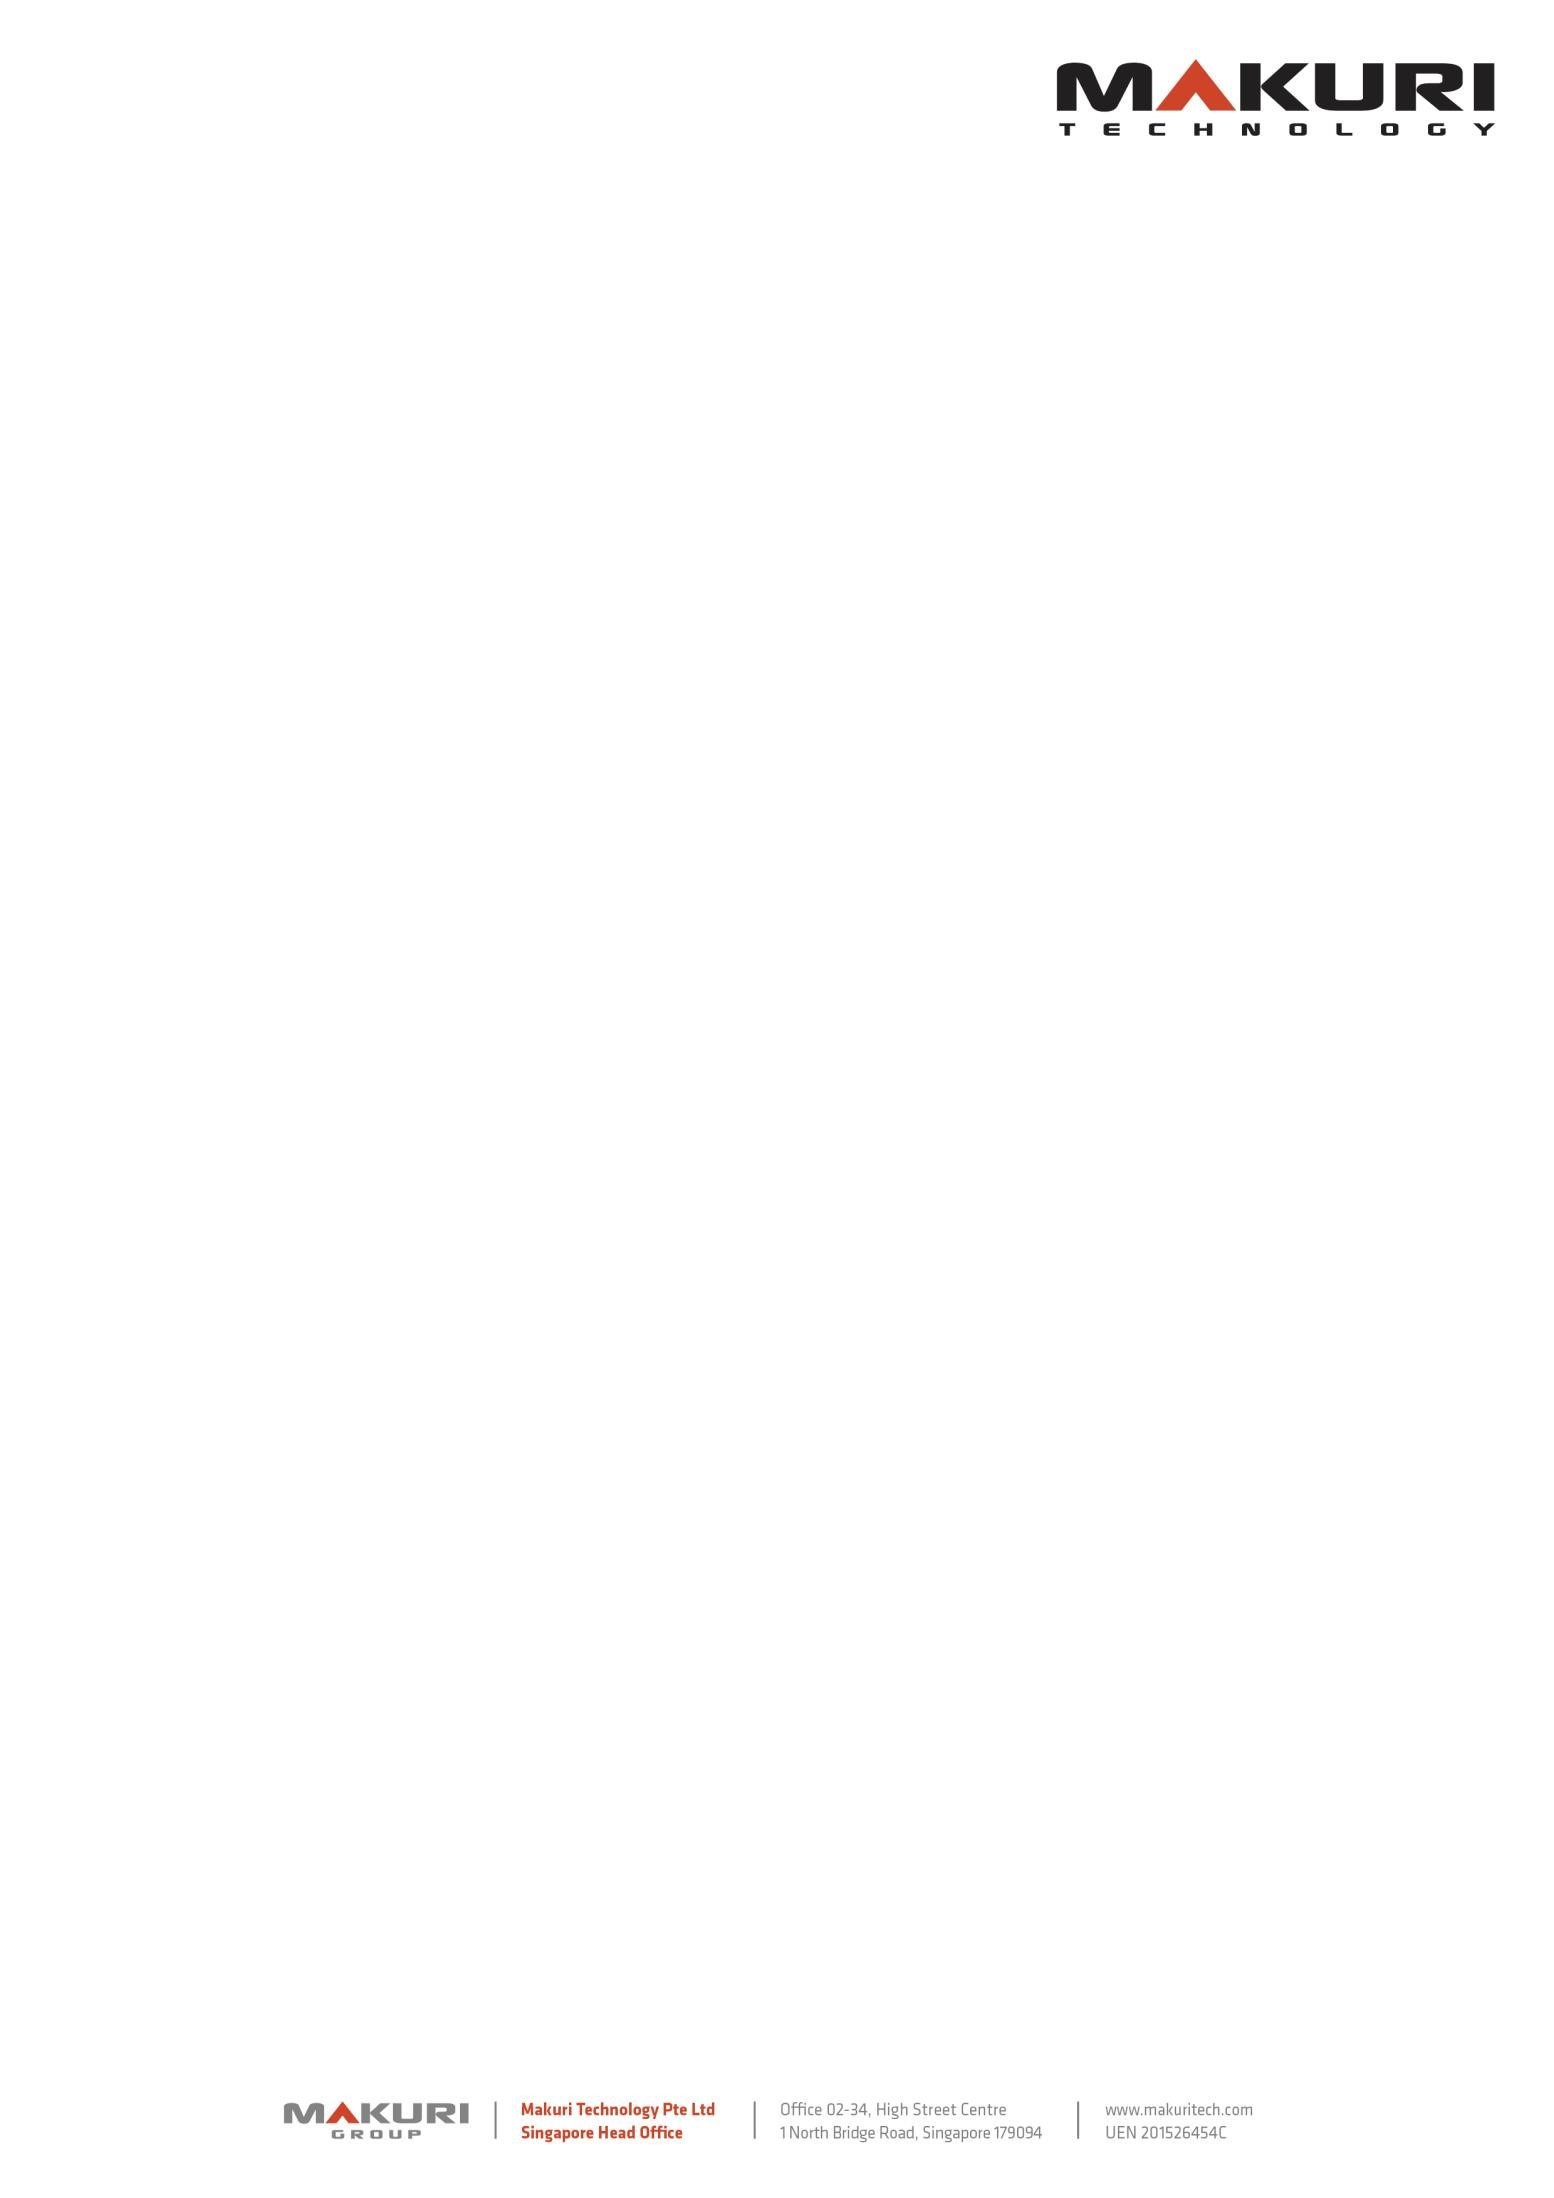 MAKURI
TECHNOLOGY
MAKURI
GROUP
Makuri Technology Pte Ltd
Singapore Head Office
Office 02-34, High Street Centre
1 North Bridge Road, Singapore 179094
www.makuritech.com
UEN 201526454C